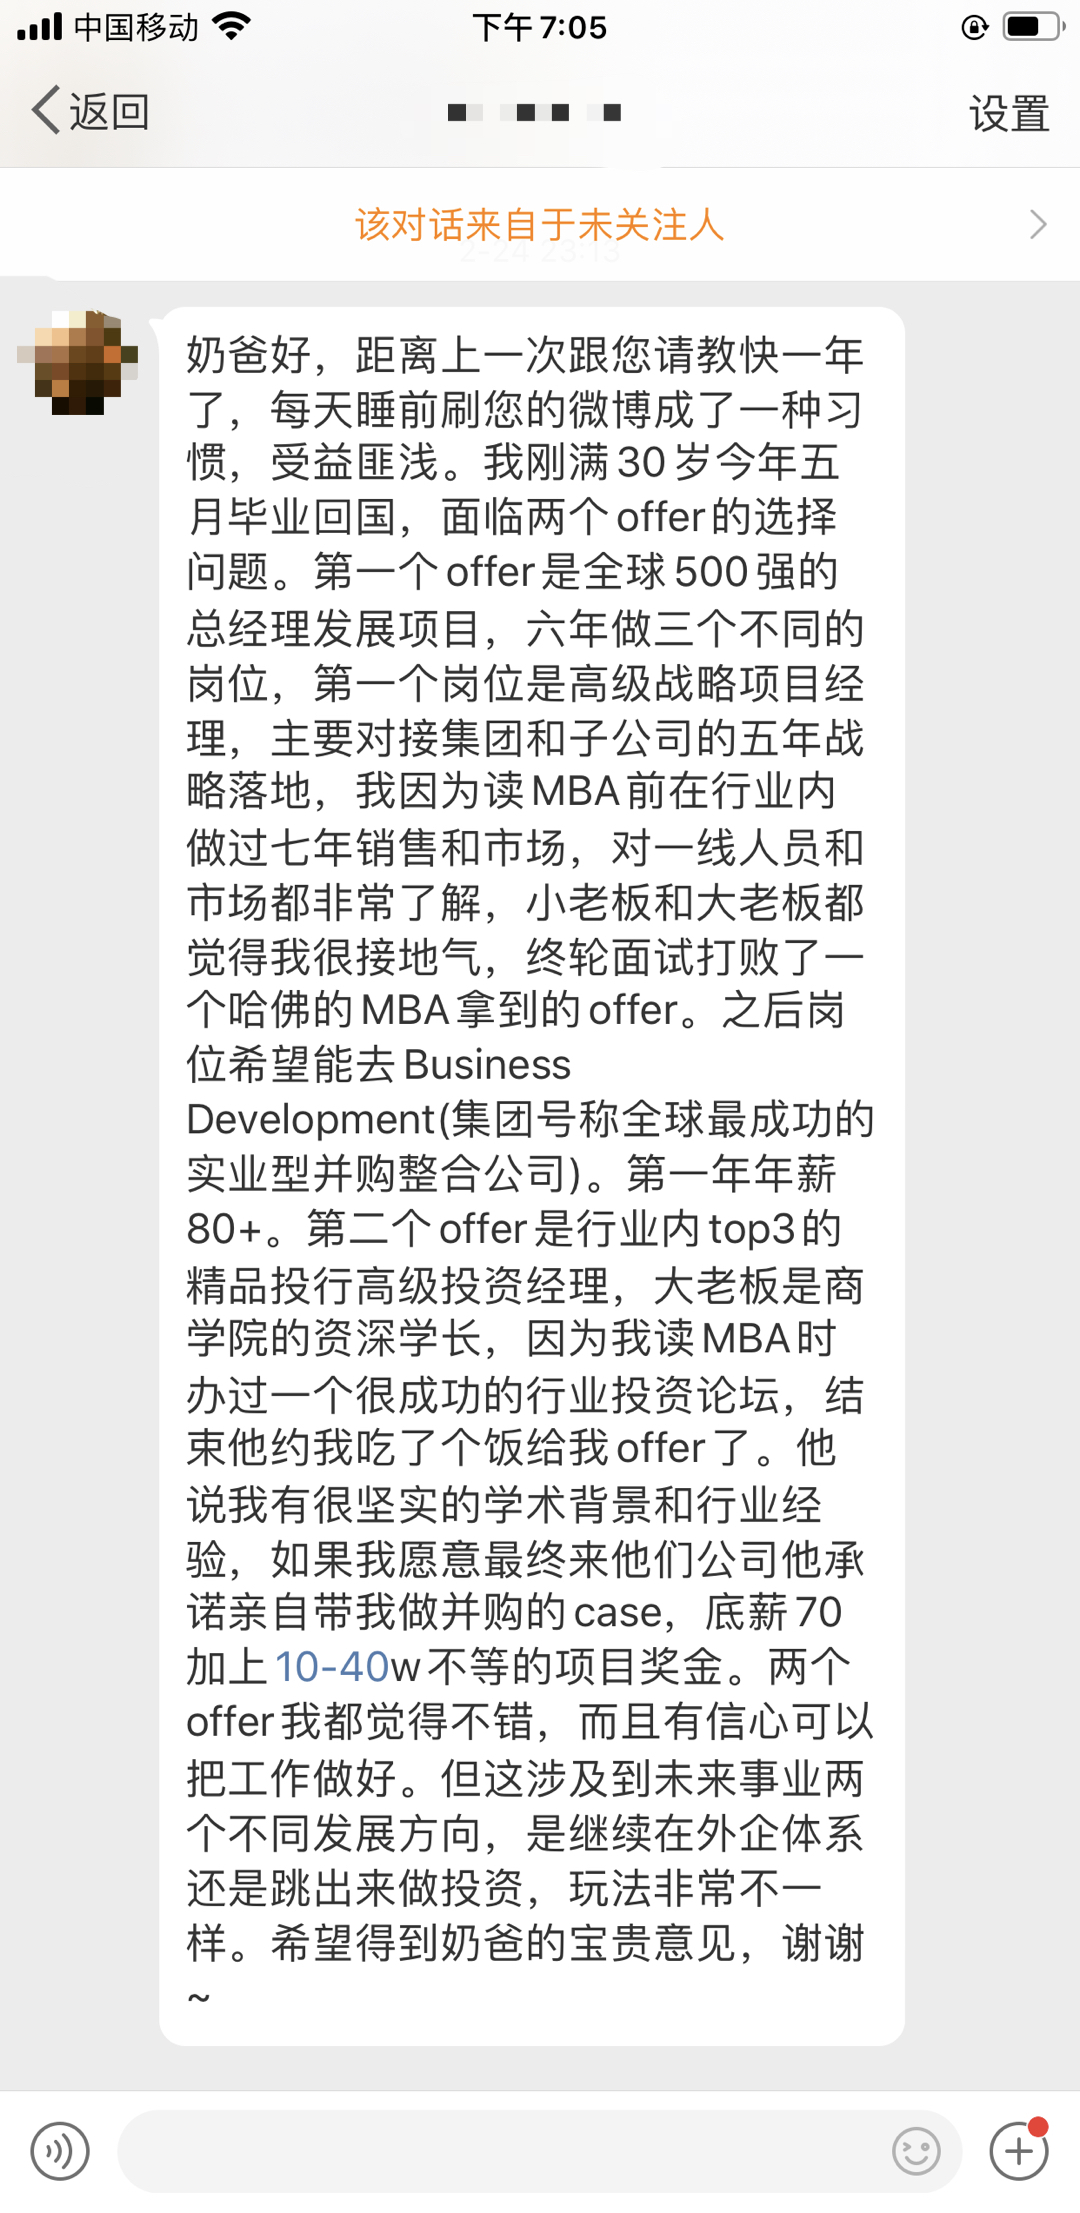 中国移动
下午7:05
返回
设置
该对话来自于未关注人
2-24 23:13
奶爸好，距离上一次跟您请教快一年
了，每天睡前刷您的微博成了一种习
惯，受益匪浅。我刚满30岁今年五
月毕业回国，面临两个offer的选择
问题。第一个offer是全球500强的
总经理发展项目，六年做三个不同的
岗位，第一个岗位是高级战略项目经
理，主要对接集团和子公司的五年战
略落地，我因为读MBA前在行业内
做过七年销售和市场，对一线人员和
市场都非常了解，小老板和大老板都
觉得我很接地气，终轮面试打败了一
个哈佛的MBA拿到的offer。之后岗
位希望能去Business
Development(集团号称全球最成功的
实业型并购整合公司)。第一年年薪
80+。第二个offer是行业内top3的
精品投行高级投资经理，大老板是商
学院的资深学长，因为我读MBA时
办过一个很成功的行业投资论坛，结
束他约我吃了个饭给我offer了。他
说我有很坚实的学术背景和行业经
验，如果我愿意最终来他们公司他承
诺亲自带我做并购的case，底薪70
加上10-40w不等的项目奖金。两个
offer我都觉得不错，而且有信心可以
把工作做好。但这涉及到未来事业两
个不同发展方向，是继续在外企体系
还是跳出来做投资，玩法非常不一
样。希望得到奶爸的宝贵意见，谢谢
~